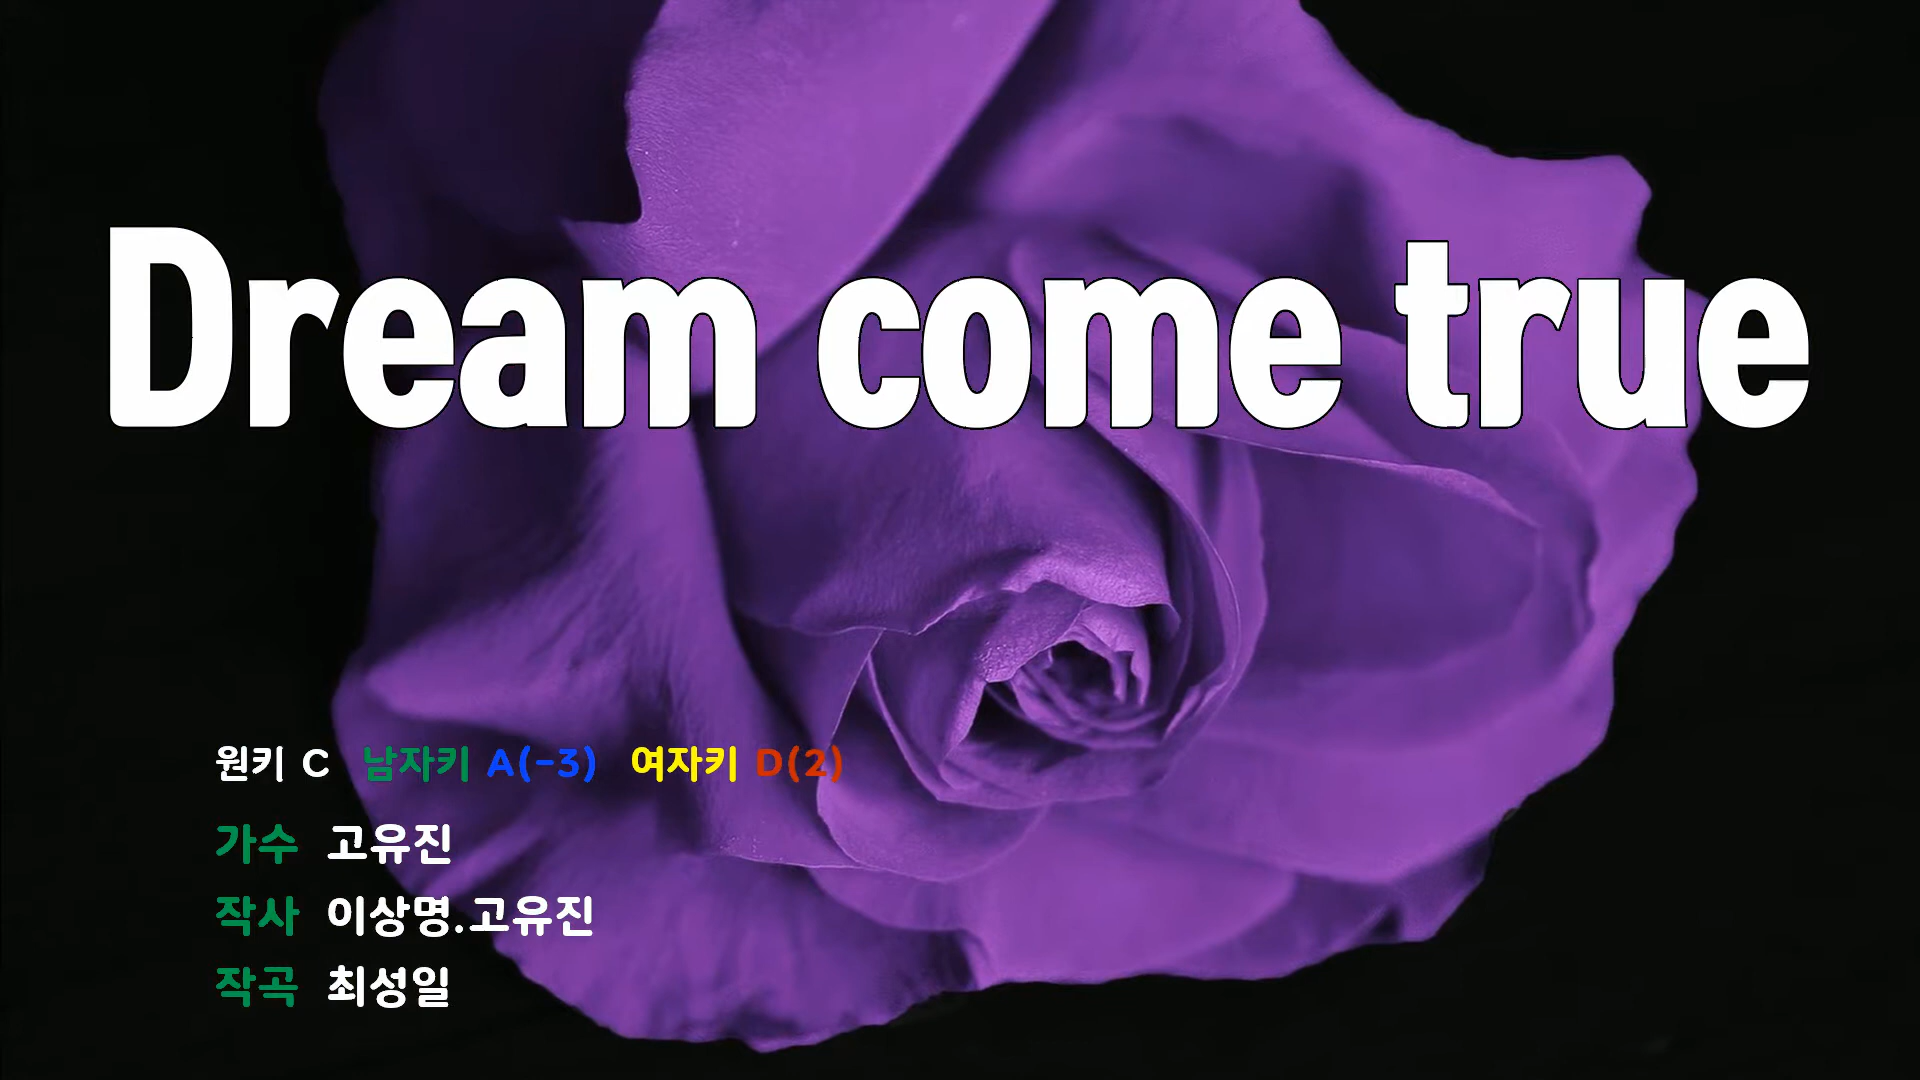 Dream come true
원키 C 남자키 A(-3) 여자키 D(2)
가수 고유진
작사 이상명.고유진
작곡 최성일